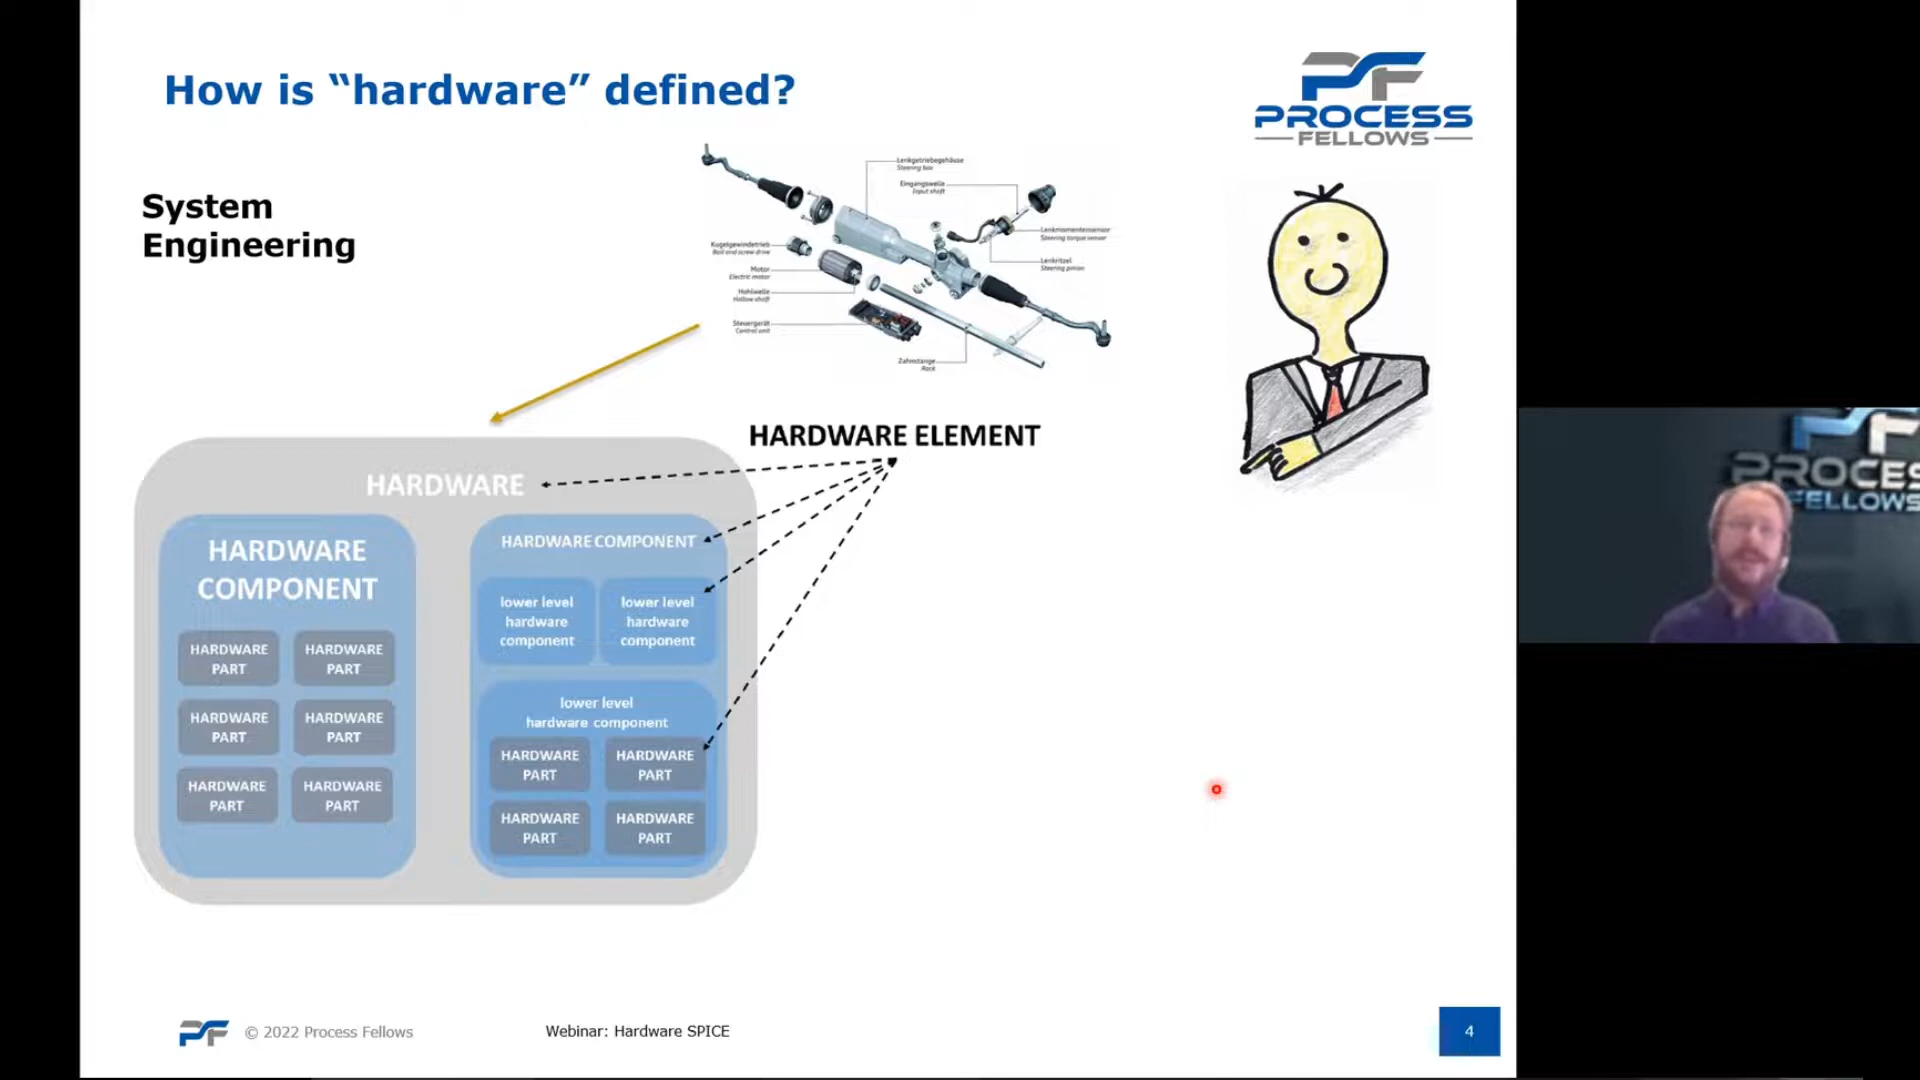 How is “hardware” defined?
PROCESS
FELLOWS
System
Engineering
Lenkgetriebegehäuse
Steering box
Eingangswelle
Input shaft
Lenkmomentensensor
Steering torque sensor
Kugelgewindetrieb
Ball and screw drive
Lenkritzel
Steering pinion
Motor
Electric motor
Hohlwelle
Hollow shaft
Steuergerät
Control unit
Zahnstange
Rack
HARDWARE ELEMENT
HARDWARE
HARDWARE
COMPONENT
HARDWARE
PART
HARDWARE
PART
HARDWARE
PART
HARDWARE
PART
HARDWARE
PART
HARDWARE
PART
HARDWARE COMPONENT
lower level
hardware
component
lower level
hardware
component
lower level
hardware component
HARDWARE
PART
HARDWARE
PART
HARDWARE
PART
HARDWARE
PART
PROCES
FELLOWS
© 2022 Process Fellows
Webinar: Hardware SPICE
4